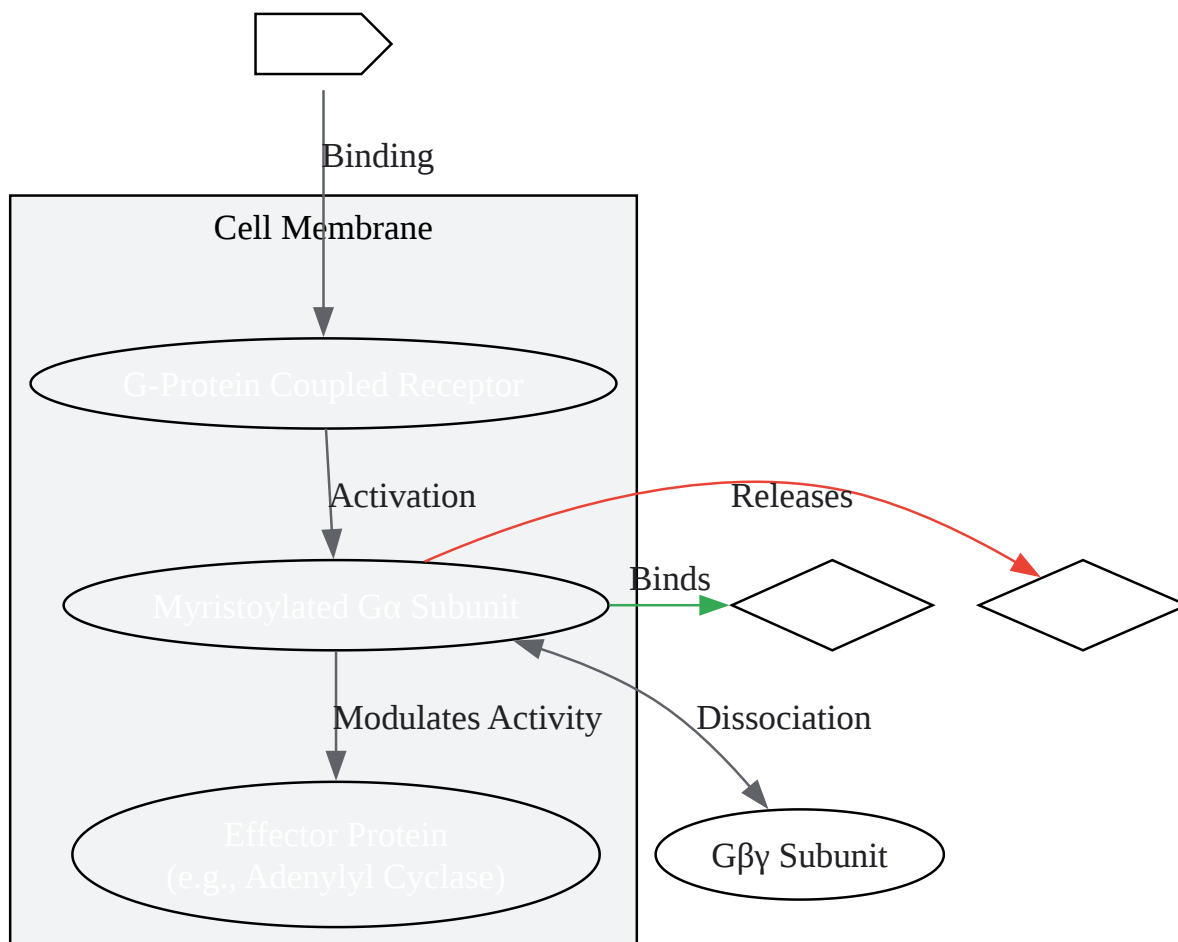 Binding
Cell Membrane
G-Protein Coupled Receptor
Activation
Releases
Binds
Myristoylated Gα Subunit
Modulates Activity
Dissociation
Effector Protein
(e.g., Adenylyl Cyclase)
Gβγ Subunit